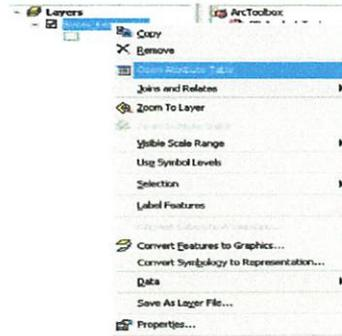 Layers
ArcToolbox
Copy
Remove
Open Attribute Table
Joins and Relates
Zoom To Layer
Visible Scale Range
Use Symbol Levels
Selection
Label Features
Convert Features to Graphics...
Convert Symbology to Representation...
Data
Save As Layer File...
Properties...